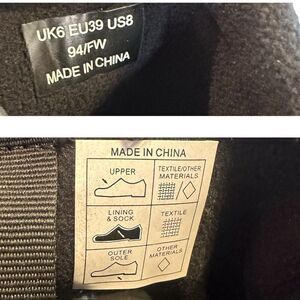 UK6 EU39 US8
94/FW
MADE IN CHINA
MADE IN CHINA
UPPER
TEXTILE/OTHER
MATERIALS
LINING &
SOCK
TEXTILE
OUTER
SOLE
OTHER
MATERIALS